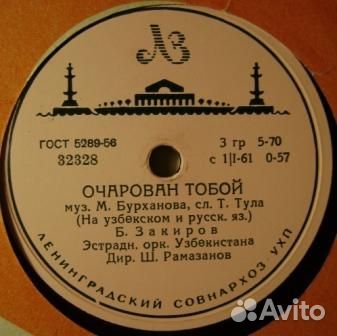 ЛЗ
ГОСТ 5289-56
3 гр 5-70
32328
с 1|I-61 0-57
ОЧАРОВАН ТОБОЙ
муз. М. Бурханова, сл. Т. Тула
(На узбекском и русск. яз.)
Б. Закиров
Эстрадн. орк. Узбекистана
Дир. Ш. Рамазанов
ЛЕНИНГРАДСКИЙ СОВНАРХОЗ. УХП
Avito